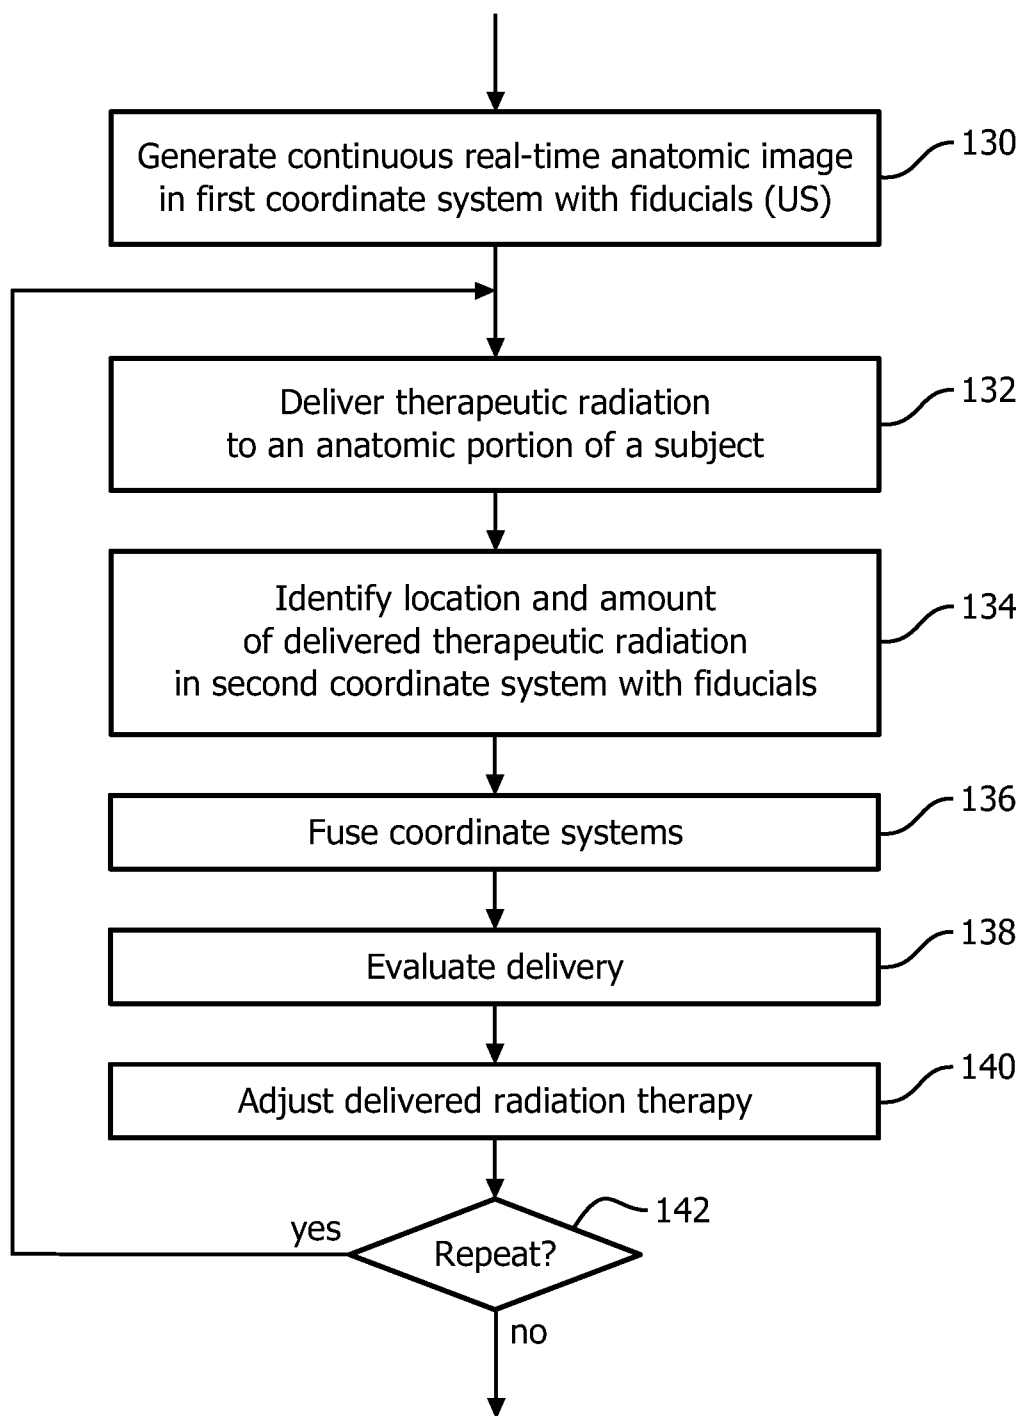 Generate continuous real-time anatomic image
in first coordinate system with fiducials (US)
130
Deliver therapeutic radiation
to an anatomic portion of a subject
132
Identify location and amount
of delivered therapeutic radiation
in second coordinate system with fiducials
134
Fuse coordinate systems
136
Evaluate delivery
138
Adjust delivered radiation therapy
140
Repeat?
142
yes
no